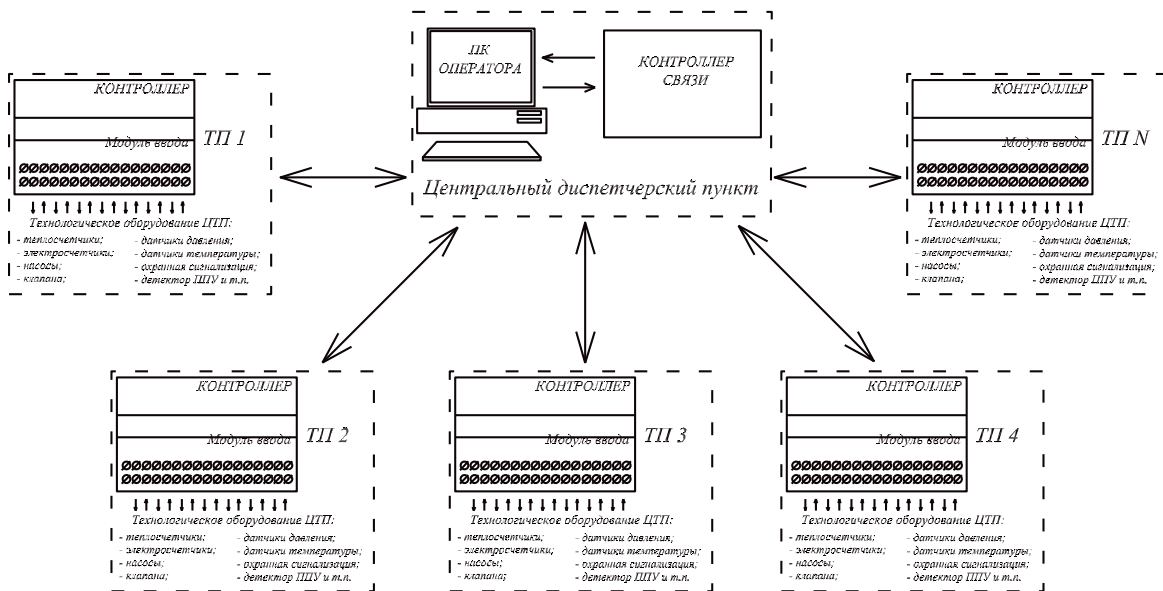 ПК
ОПЕРАТОРА
КОНТРОЛЛЕР
СВЯЗИ
Центральный диспетчерский пункт
КОНТРОЛЛЕР
Модуль ввода
ТП 1
Технологическое оборудование ЦТП:
- теплосчетчики; - датчики давления;
- электросчетчики; - датчики температуры;
- насосы; - охранная сигнализация;
- клапана; - детектор ППУ и т.п.
КОНТРОЛЛЕР
Модуль ввода
ТП N
Технологическое оборудование ЦТП:
- теплосчетчики; - датчики давления;
- электросчетчики; - датчики температуры;
- насосы; - охранная сигнализация;
- клапана; - детектор ППУ и т.п.
КОНТРОЛЛЕР
Модуль ввода
ТП 2
Технологическое оборудование ЦТП:
- теплосчетчики; - датчики давления;
- электросчетчики; - датчики температуры;
- насосы; - охранная сигнализация;
- клапана; - детектор ППУ и т.п.
КОНТРОЛЛЕР
Модуль ввода
ТП 3
Технологическое оборудование ЦТП:
- теплосчетчики; - датчики давления;
- электросчетчики; - датчики температуры;
- насосы; - охранная сигнализация;
- клапана; - детектор ППУ и т.п.
КОНТРОЛЛЕР
Модуль ввода
ТП 4
Технологическое оборудование ЦТП:
- теплосчетчики; - датчики давления;
- электросчетчики; - датчики температуры;
- насосы; - охранная сигнализация;
- клапана; - детектор ППУ и т.п.